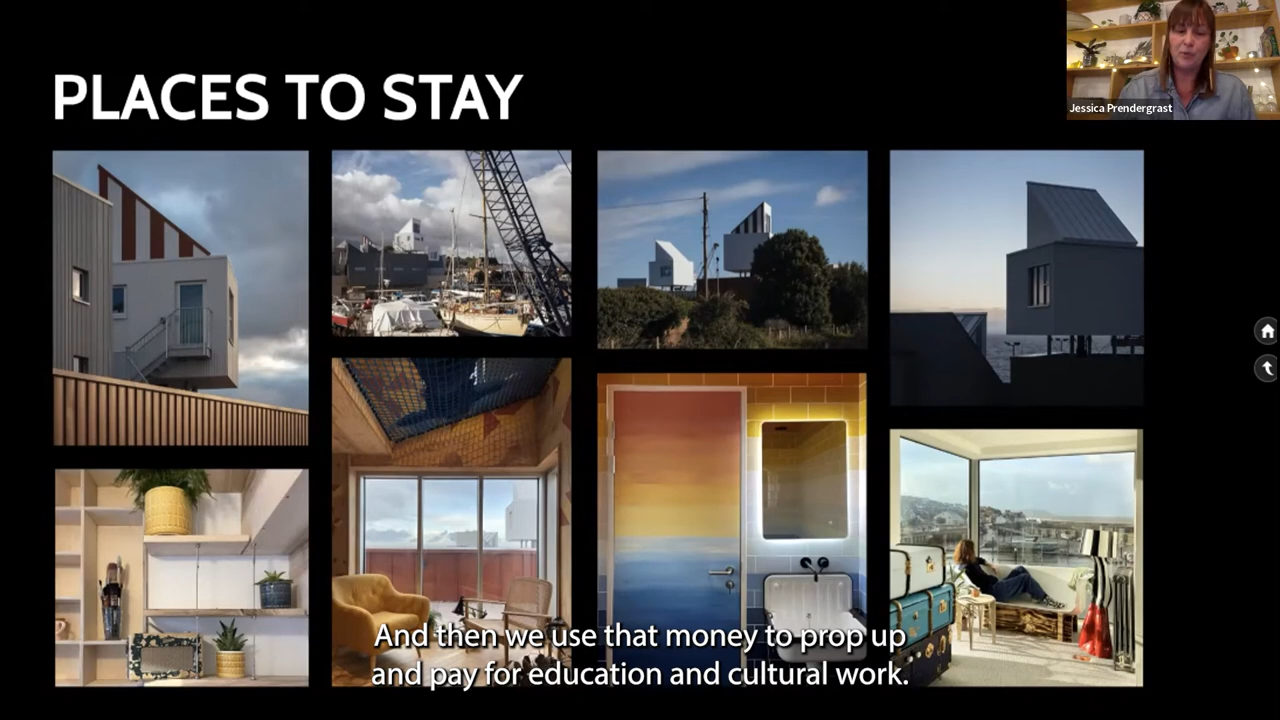 PLACES TO STAY
Jessica Prendergrast
And then we use that money to prop up
and pay for education and cultural work.